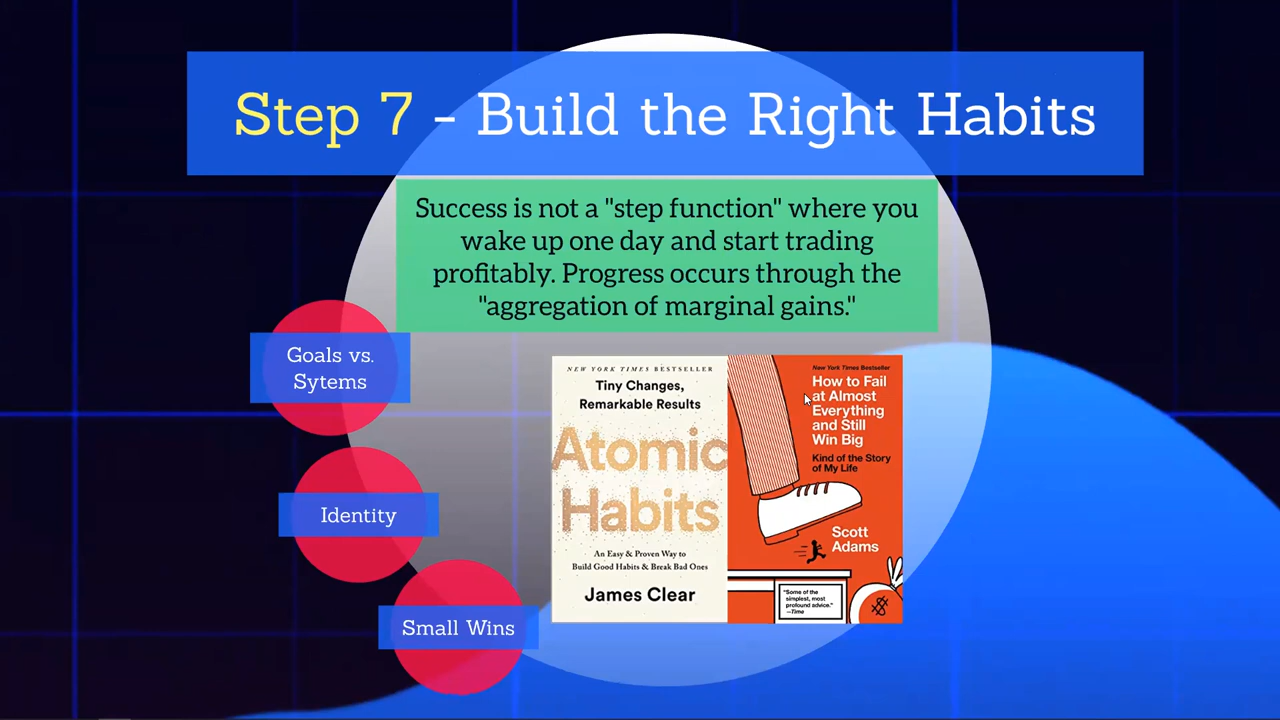 Step 7 - Build the Right Habits
Success is not a "step function" where you
wake up one day and start trading
profitably. Progress occurs through the
"aggregation of marginal gains."
Goals vs.
Sytems
Identity
Small Wins
NEW YORK TIMES BESTSELLER
Tiny Changes,
Remarkable Results
Atomic
Habits
An Easy & Proven Way to
Build Good Habits & Break Bad Ones
James Clear
New York Times Bestseller
How to Fail
at Almost
Everything
and Still
Win Big
Kind of the Story
of My Life
Scott
Adams
"Some of the
simplest, most
profound advice."
—Time